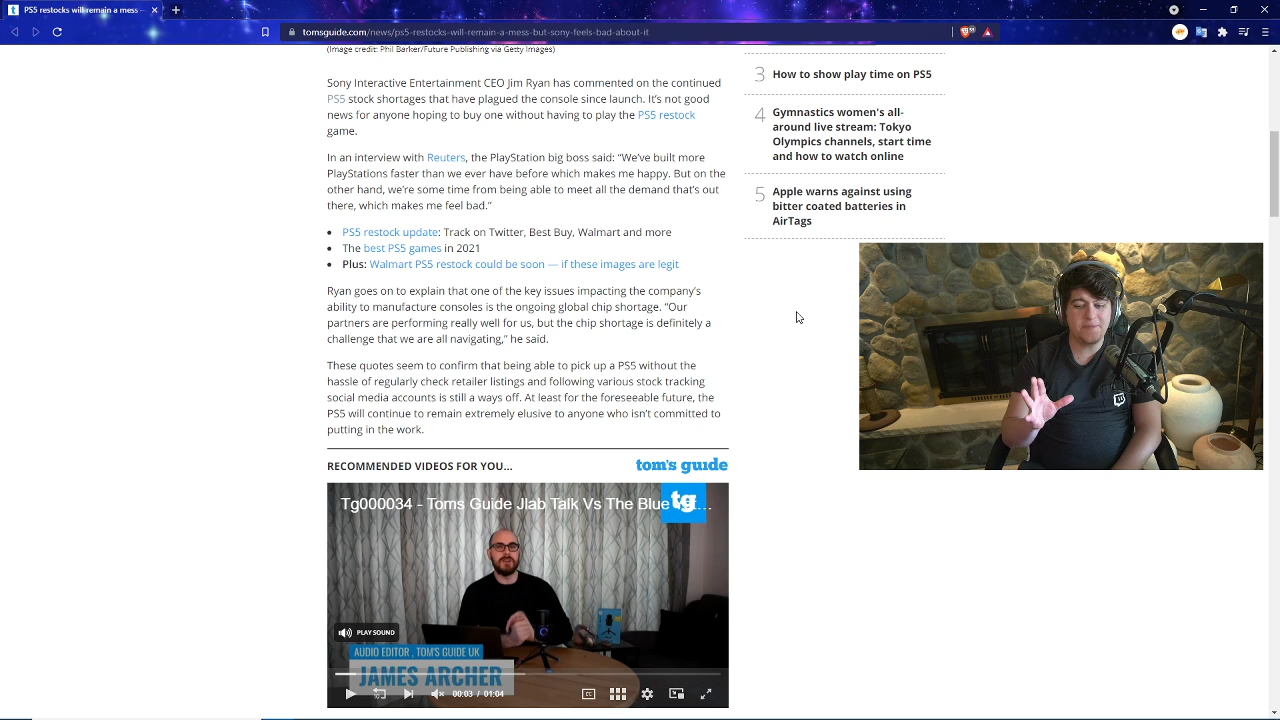 PS5 restocks will remain a mess —
tomsguide.com/news/ps5-restocks-will-remain-a-mess-but-sony-feels-bad-about-it
(Image credit: Phil Barker/Future Publishing via Getty Images)
Sony Interactive Entertainment CEO Jim Ryan has commented on the continued
PS5 stock shortages that have plagued the console since launch. It's not good
news for anyone hoping to buy one without having to play the PS5 restock
game.
In an interview with Reuters, the PlayStation big boss said: “We've built more
PlayStations faster than we ever have before which makes me happy. But on the
other hand, we're some time from being able to meet all the demand that's out
there, which makes me feel bad.”
• PS5 restock update: Track on Twitter, Best Buy, Walmart and more
• The best PS5 games in 2021
• Plus: Walmart PS5 restock could be soon — if these images are legit
Ryan goes on to explain that one of the key issues impacting the company's
ability to manufacture consoles is the ongoing global chip shortage. “Our
partners are performing really well for us, but the chip shortage is definitely a
challenge that we are all navigating,” he said.
These quotes seem to confirm that being able to pick up a PS5 without the
hassle of regularly check retailer listings and following various stock tracking
social media accounts is still a ways off. At least for the foreseeable future, the
PS5 will continue to remain extremely elusive to anyone who isn't committed to
putting in the work.
RECOMMENDED VIDEOS FOR YOU...
tom's guide
Tg000034 - Toms Guide Jlab Talk Vs The Blue
tg
PLAY SOUND
AUDIO EDITOR, TOM'S GUIDE UK
JAMES ARCHER
00:03 / 01:04
CC
3 How to show play time on PS5
4 Gymnastics women's all-
around live stream: Tokyo
Olympics channels, start time
and how to watch online
5 Apple warns against using
bitter coated batteries in
AirTags